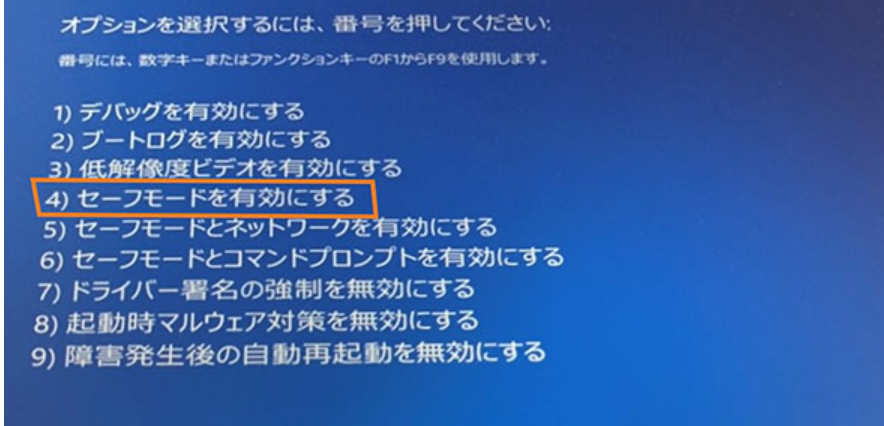 オプションを選択するには、番号を押してください:
番号には、数字キーまたはファンクションキーのF1からF9を使用します。
1) デバッグを有効にする
2) ブートログを有効にする
3) 低解像度ビデオを有効にする
4) セーフモードを有効にする
5) セーフモードとネットワークを有効にする
6) セーフモードとコマンドプロンプトを有効にする
7) ドライバー署名の強制を無効にする
8) 起動時マルウェア対策を無効にする
9) 障害発生後の自動再起動を無効にする